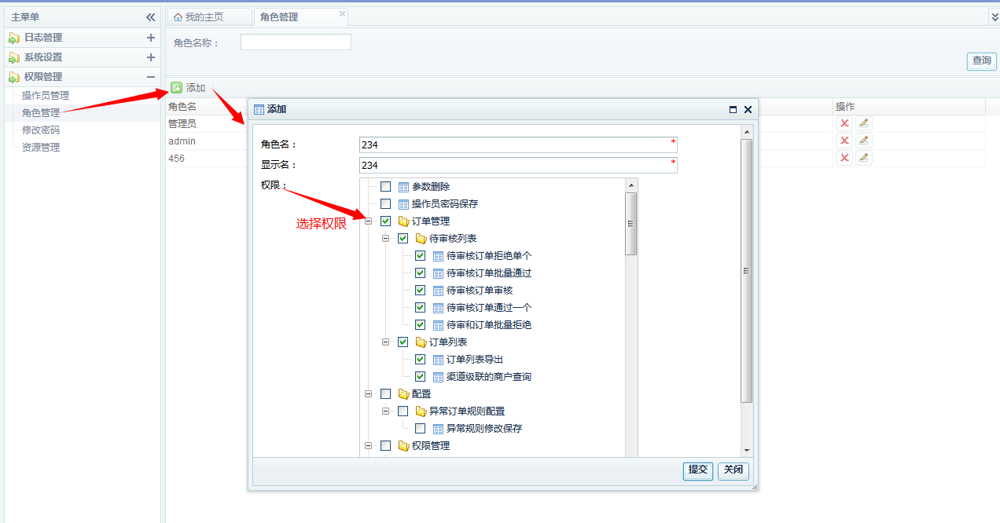 主菜单
我的主页
角色管理
日志管理
系统设置
权限管理
操作员管理
角色管理
修改密码
资源管理
角色名称：
查询
添加
角色名
操作
管理员
admin
456
添加
角色名：
234
*
显示名：
234
*
权限：
选择权限
参数删除
操作员密码保存
订单管理
待审核列表
待审核订单拒绝单个
待审核订单批量通过
待审核订单审核
待审核订单通过一个
待审和订单批量拒绝
订单列表
订单列表导出
渠道级联的商户查询
配置
异常订单规则配置
异常规则修改保存
权限管理
提交
关闭